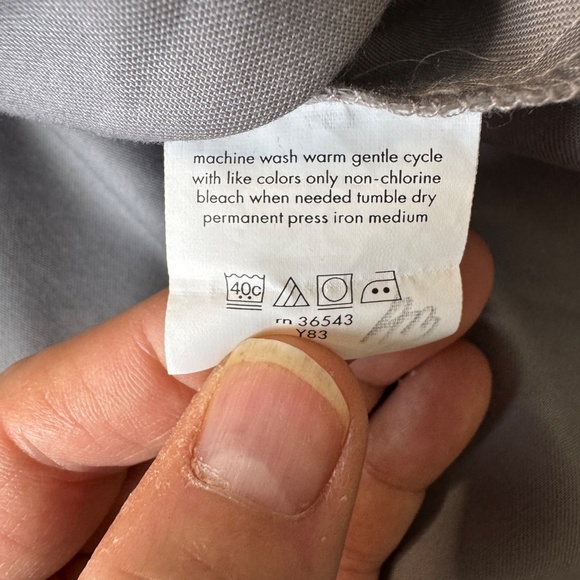 machine wash warm gentle cycle
with like colors only non-chlorine
bleach when needed tumble dry
permanent press iron medium
40c
rn 36543
Y83